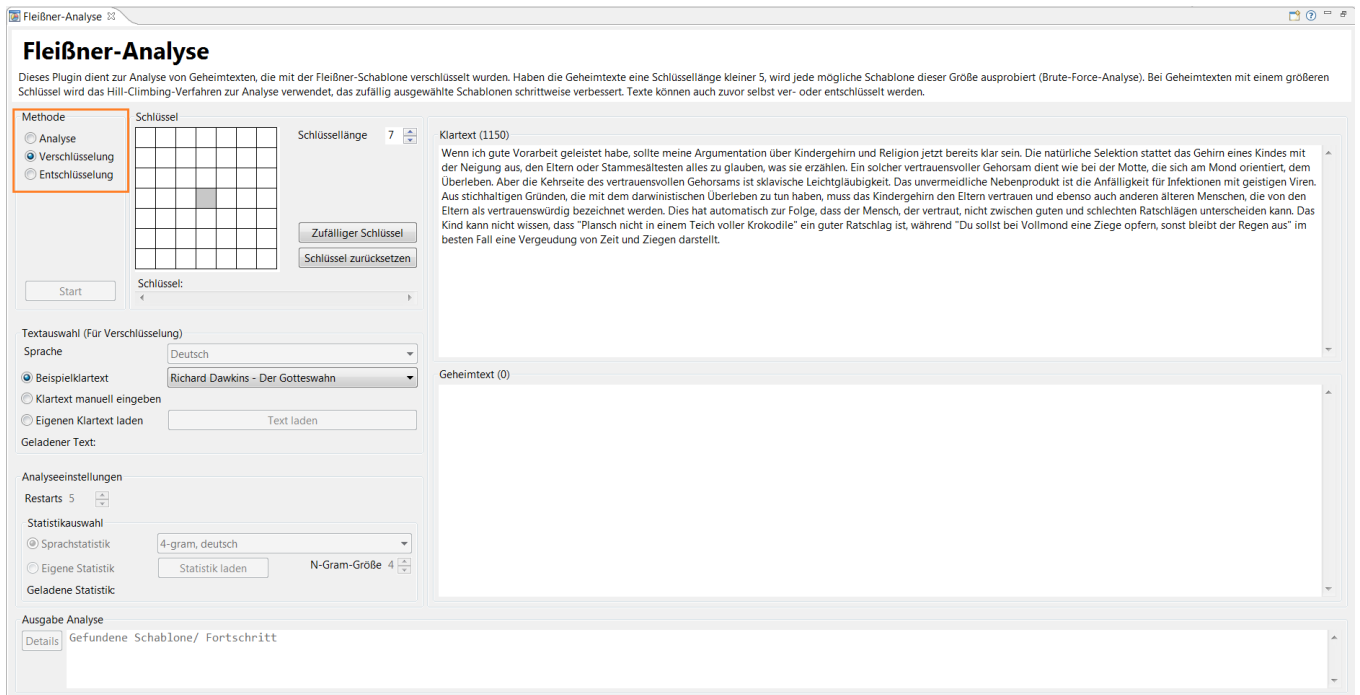 Fleißner-Analyse
Fleißner-Analyse
Dieses Plugin dient zur Analyse von Geheimtexten, die mit der Fleißner-Schablone verschlüsselt wurden. Haben die Geheimtexte eine Schlüssellänge kleiner 5, wird jede mögliche Schablone dieser Größe ausprobiert (Brute-Force-Analyse). Bei Geheimtexten mit einem größeren
Schlüssel wird das Hill-Climbing-Verfahren zur Analyse verwendet, das zufällig ausgewählte Schablonen schrittweise verbessert. Texte können auch zuvor selbst ver- oder entschlüsselt werden.
Methode
Analyse
Verschlüsselung
Entschlüsselung
Start
Schlüssel
Schlüssellänge 7
Zufälliger Schlüssel
Schlüssel zurücksetzen
Schlüssel:
Textauswahl (Für Verschlüsselung)
Sprache Deutsch
Beispielklartext Richard Dawkins - Der Gotteswahn
Klartext manuell eingeben
Eigenen Klartext laden Text laden
Geladener Text:
Analyseeinstellungen
Restarts 5
Statistikauswahl
Sprachstatistik 4-gram, deutsch
Eigene Statistik Statistik laden N-Gram-Größe 4
Geladene Statistik:
Klartext (1150)
Wenn ich gute Vorarbeit geleistet habe, sollte meine Argumentation über Kindergehirn und Religion jetzt bereits klar sein. Die natürliche Selektion stattet das Gehirn eines Kindes mit
der Neigung aus, den Eltern oder Stammesältesten alles zu glauben, was sie erzählen. Ein solcher vertrauensvoller Gehorsam dient wie bei der Motte, die sich am Mond orientiert, dem
Überleben. Aber die Kehrseite des vertrauensvollen Gehorsams ist sklavische Leichtgläubigkeit. Das unvermeidliche Nebenprodukt ist die Anfälligkeit für Infektionen mit geistigen Viren.
Aus stichhaltigen Gründen, die mit dem darwinistischen Überleben zu tun haben, muss das Kindergehirn den Eltern vertrauen und ebenso auch anderen älteren Menschen, die von den
Eltern als vertrauenswürdig bezeichnet werden. Dies hat automatisch zur Folge, dass der Mensch, der vertraut, nicht zwischen guten und schlechten Ratschlägen unterscheiden kann. Das
Kind kann nicht wissen, dass "Plansch nicht in einem Teich voller Krokodile" ein guter Ratschlag ist, während "Du sollst bei Vollmond eine Ziege opfern, sonst bleibt der Regen aus" im
besten Fall eine Vergeudung von Zeit und Ziegen darstellt.
Geheimtext (0)
Ausgabe Analyse
Details Gefundene Schablone/ Fortschritt